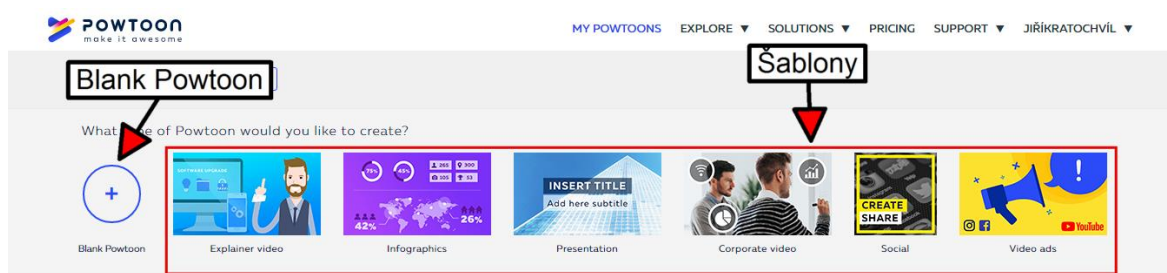 POWTOON
make it awesome
MY POWTOONS EXPLORE ▼ SOLUTIONS ▼ PRICING SUPPORT ▼ JIŘÍKRATOCHVÍL ▼
Blank Powtoon
Šablony
What of Powtoon would you like to create?
SOFTWARE UPGRADE
75%
45%
265
300
105
53
42%
26%
INSERT TITLE
Add here subtitle
CREATE
SHARE
!
YouTube
+
Blank Powtoon
Explainer video
Infographics
Presentation
Corporate video
Social
Video ads